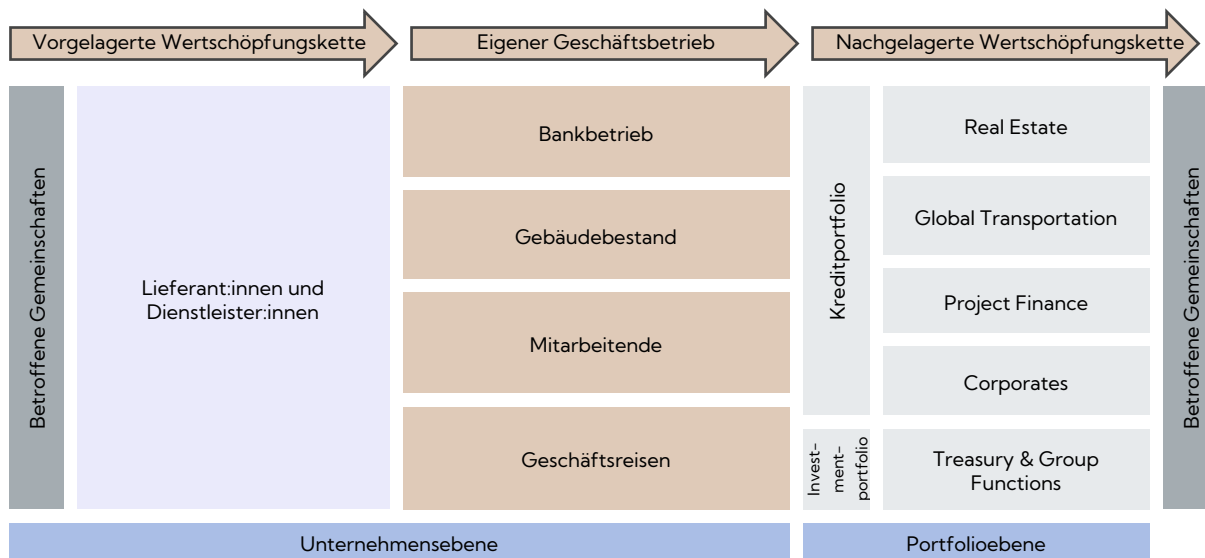 Vorgelagerte Wertschöpfungskette
Eigener Geschäftsbetrieb
Nachgelagerte Wertschöpfungskette
Betroffene Gemeinschaften
Lieferant:innen und
Dienstleister:innen
Bankbetrieb
Gebäudebestand
Mitarbeitende
Geschäftsreisen
Kreditportfolio
Invest-
ment-
portfolio
Real Estate
Global Transportation
Project Finance
Corporates
Treasury & Group
Functions
Betroffene Gemeinschaften
Unternehmensebene
Portfolioebene